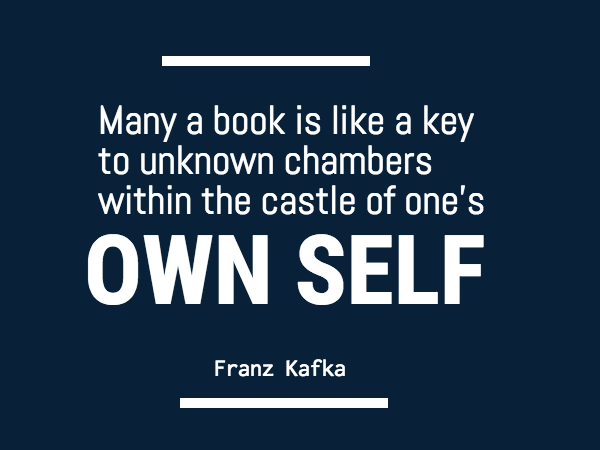 Many a book is like a key
to unknown chambers
within the castle of one's
OWN SELF
Franz Kafka